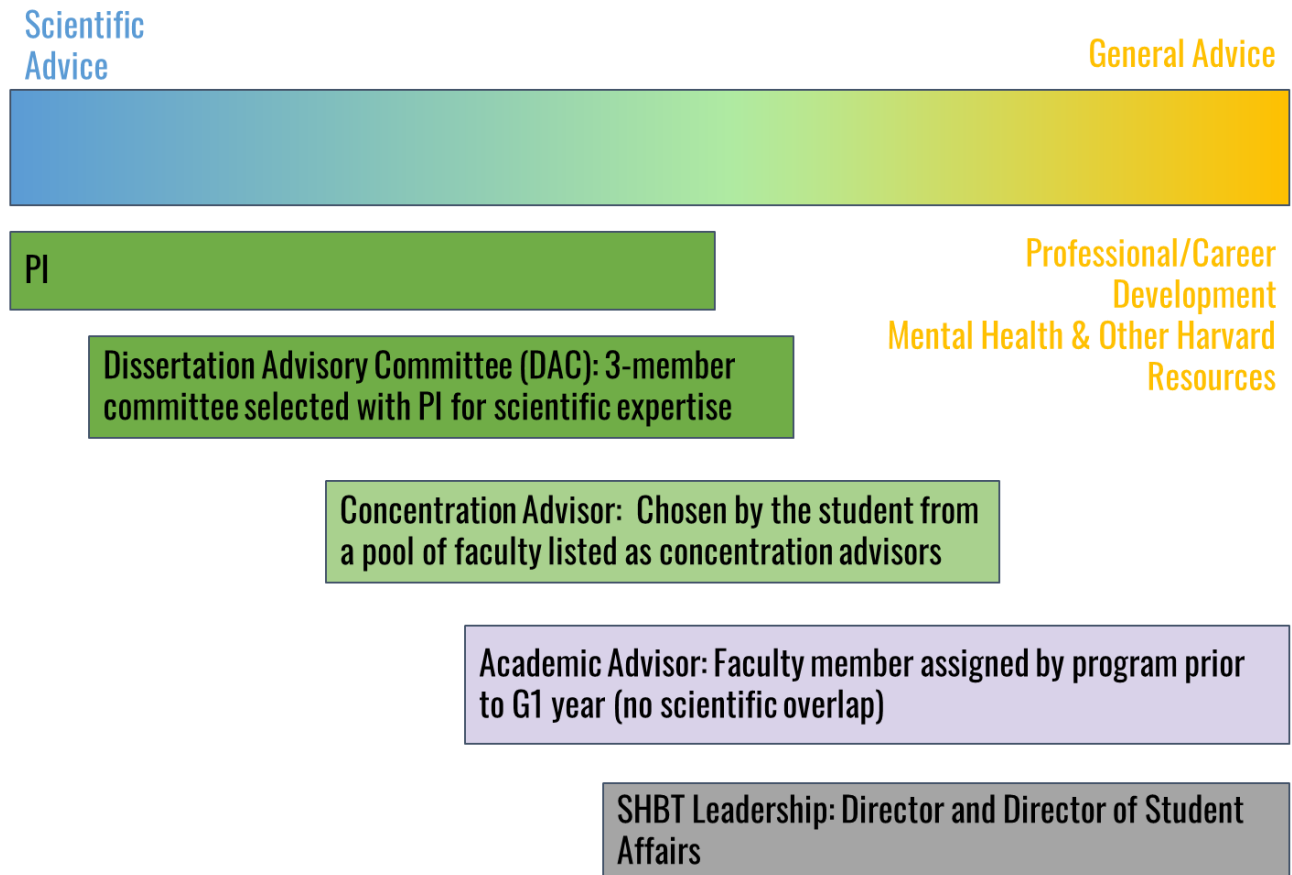 Scientific
Advice
General Advice
PI
Professional/Career
Development
Mental Health & Other Harvard
Resources
Dissertation Advisory Committee (DAC): 3-member
committee selected with PI for scientific expertise
Concentration Advisor:  Chosen by the student from
a pool of faculty listed as concentration advisors
Academic Advisor: Faculty member assigned by program prior
to G1 year (no scientific overlap)
SHBT Leadership: Director and Director of Student
Affairs